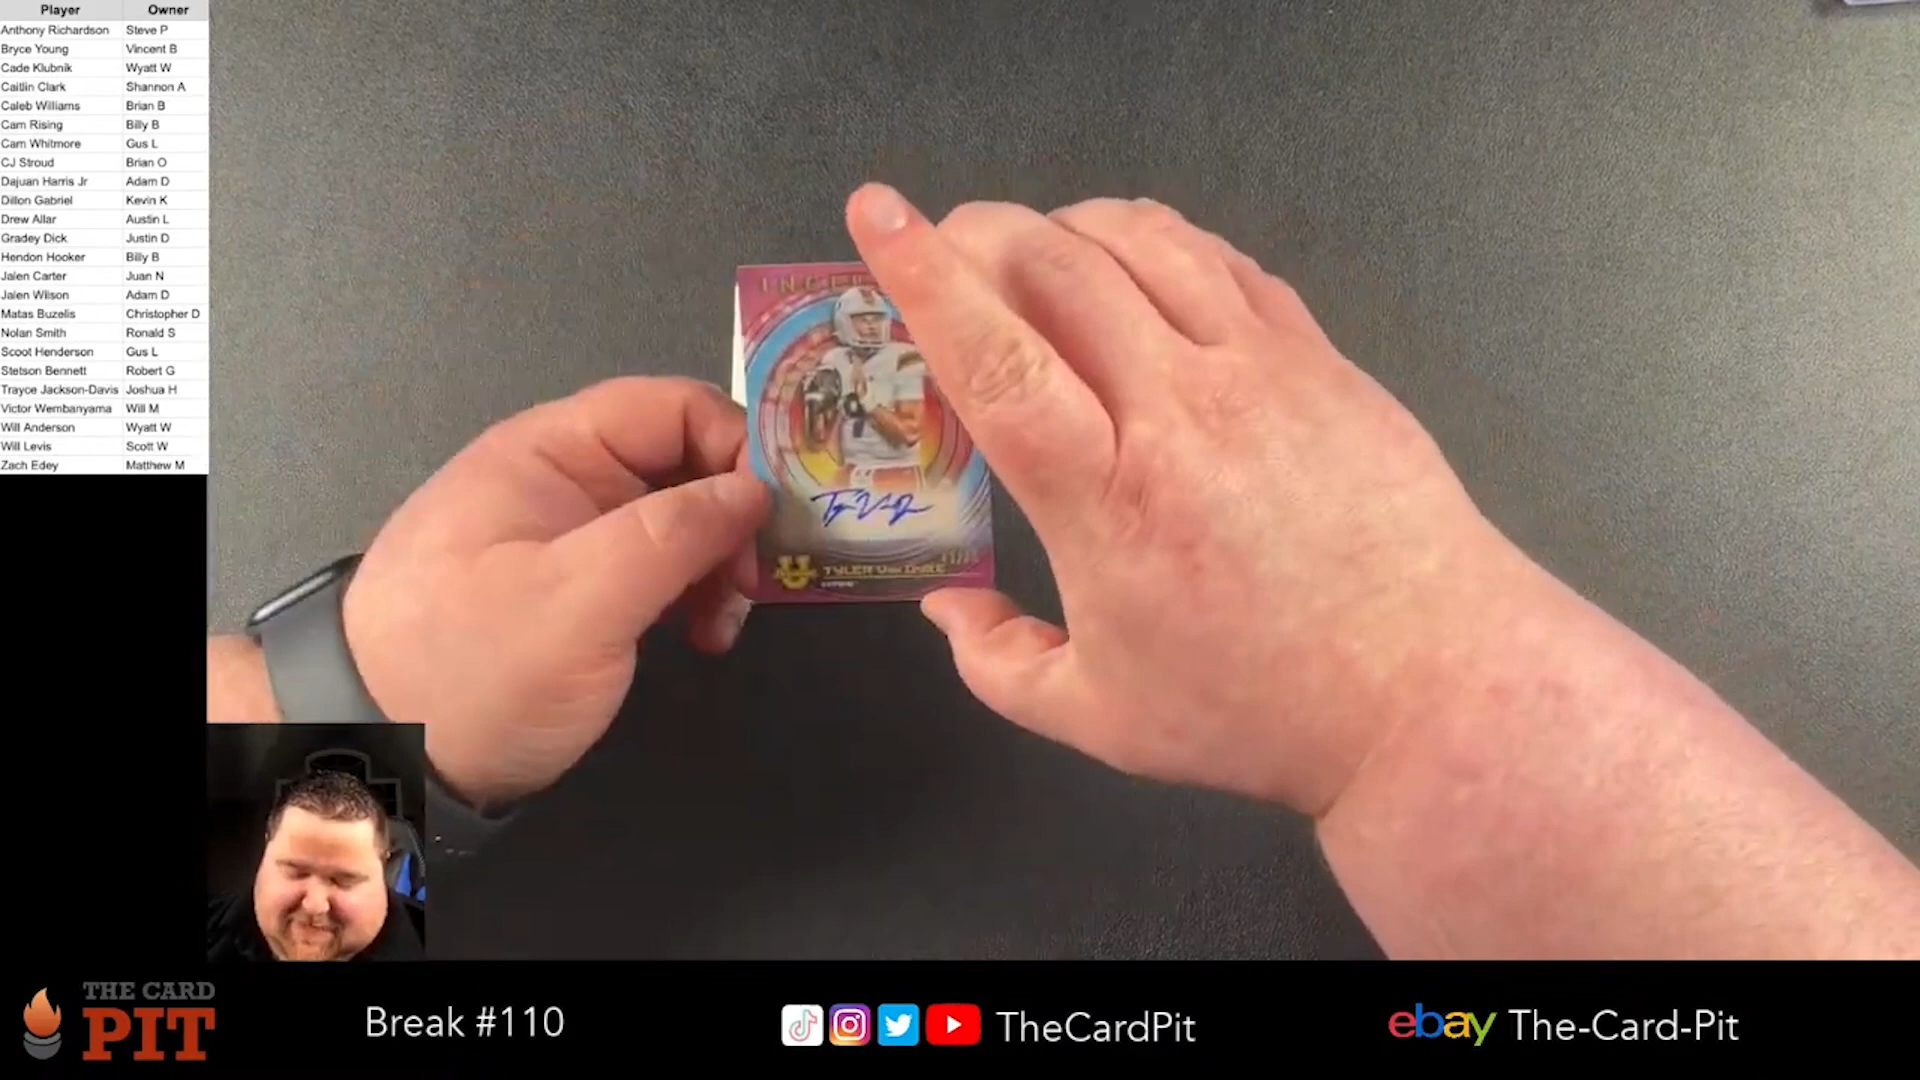 Player Owner
Anthony Richardson Steve P
Bryce Young Vincent B
Cade Klubnik Wyatt W
Caitlin Clark Shannon A
Caleb Williams Brian B
Cam Rising Billy B
Cam Whitmore Gus L
CJ Stroud Brian O
Dajuan Harris Jr Adam D
Dillon Gabriel Kevin K
Drew Allar Austin L
Gradey Dick Justin D
Hendon Hooker Billy B
Jalen Carter Juan N
Jalen Wilson Adam D
Matas Buzelis Christopher D
Nolan Smith Ronald S
Scoot Henderson Gus L
Stetson Bennett Robert G
Trayce Jackson-Davis Joshua H
Victor Wembanyama Will M
Will Anderson Wyatt W
Will Levis Scott W
Zach Edey Matthew M
TYLER VAN DYKE
THE CARD
PIT
Break #110
TheCardPit
ebay The-Card-Pit